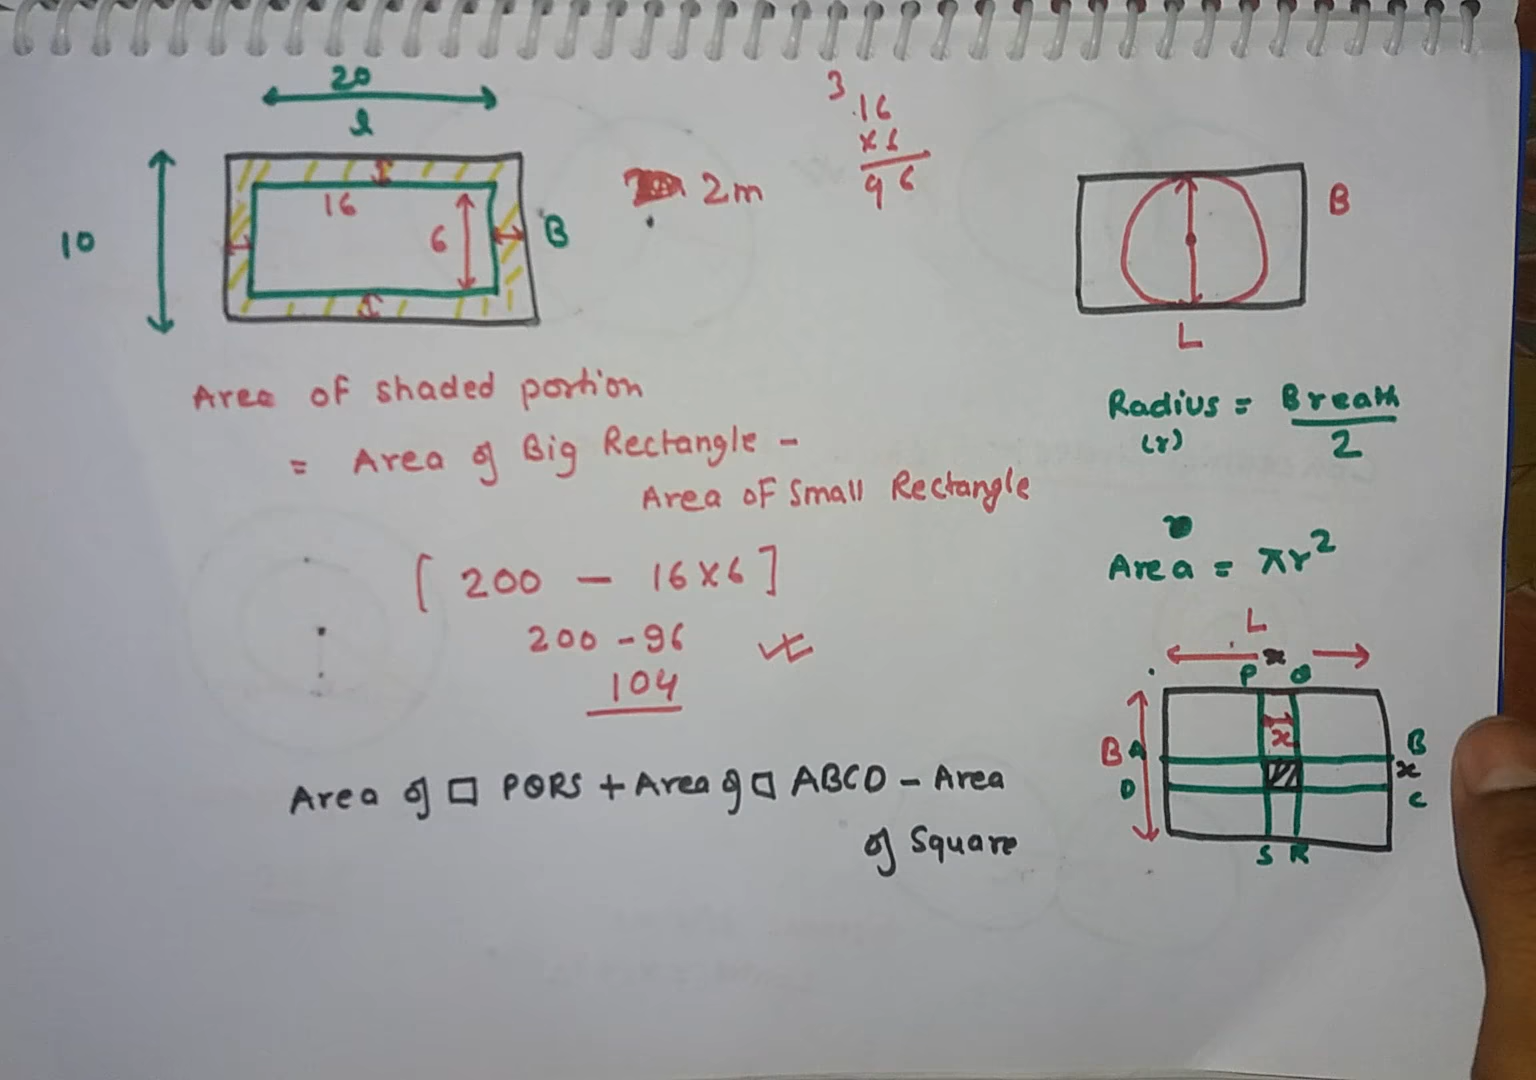 20
l
10
16
6
B
2m
3
16
x 6
96
B
L
Area of shaded portion
= Area of Big Rectangle -
Area of Small Rectangle
[ 200 - 16x6 ]
200 - 96
104
Radius = Breath / 2
(r)
Area = πr²
L
x
P Q
x
B A B
x
D C
S R
Area of □ PQRS + Area of □ ABCD - Area
of Square